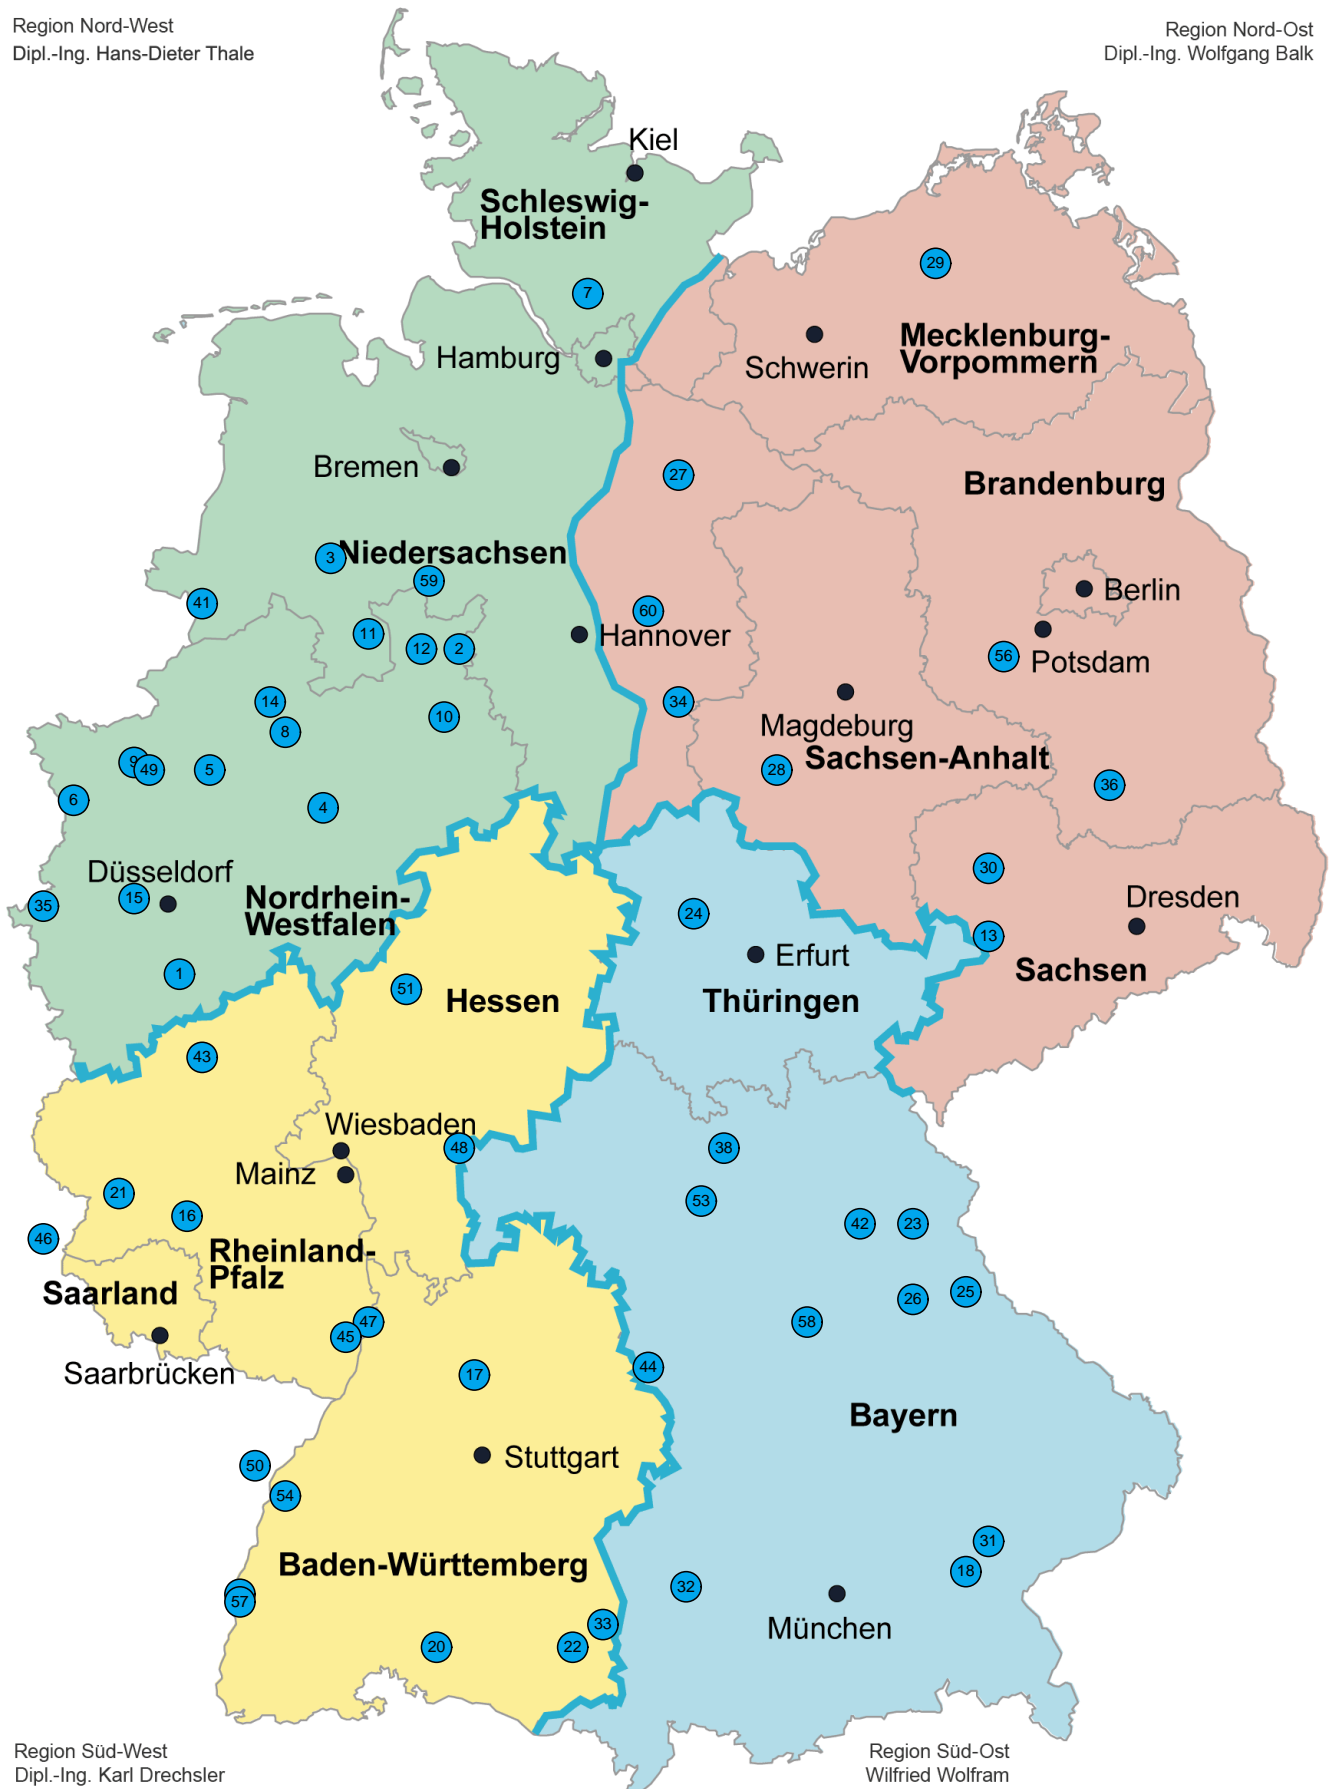 Region Nord-West
Dipl.-Ing. Hans-Dieter Thale
Region Nord-Ost
Dipl.-Ing. Wolfgang Balk
Kiel
Schleswig-
Holstein
29
7
Mecklenburg-
Vorpommern
Hamburg
Schwerin
Bremen
27
Brandenburg
3
Niedersachsen
59
Berlin
41
60
11
Hannover
12
2
Potsdam
56
14
34
Magdeburg
10
8
Sachsen-Anhalt
9
49
5
28
36
6
4
Düsseldorf
30
Nordrhein-
Westfalen
15
35
24
Dresden
13
Erfurt
Sachsen
1
51
Hessen
Thüringen
43
Wiesbaden
48
38
Mainz
21
53
16
42
23
46
Rheinland-
Pfalz
Saarland
25
26
47
45
58
Saarbrücken
17
44
Bayern
Stuttgart
50
54
31
Baden-Württemberg
18
32
57
München
33
20
22
Region Süd-West
Dipl.-Ing. Karl Drechsler
Region Süd-Ost
Wilfried Wolfram